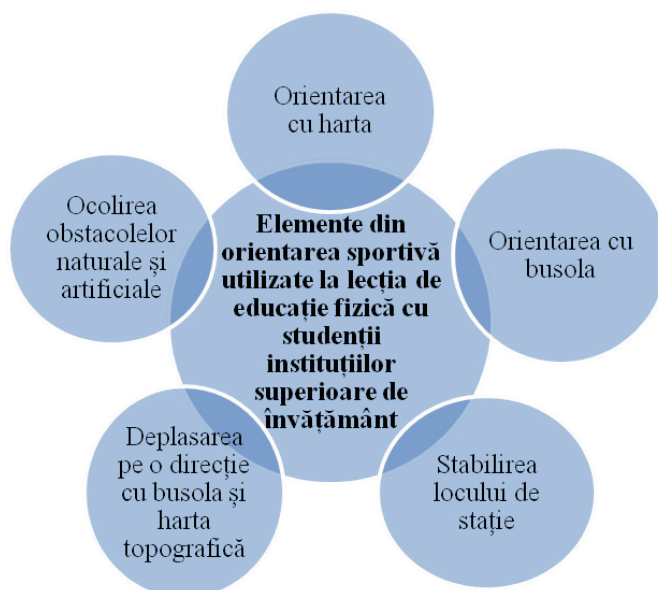 Orientarea
cu harta
Ocolirea
obstacolelor
naturale și
artificiale
Elemente din
orientarea sportivă
utilizate la lecția de
educație fizică cu
studenții
instituțiilor
superioare de
învățământ
Orientarea cu
busola
Deplasarea
pe o direcție
cu busola și
harta
topografică
Stabilirea
locului de
stație